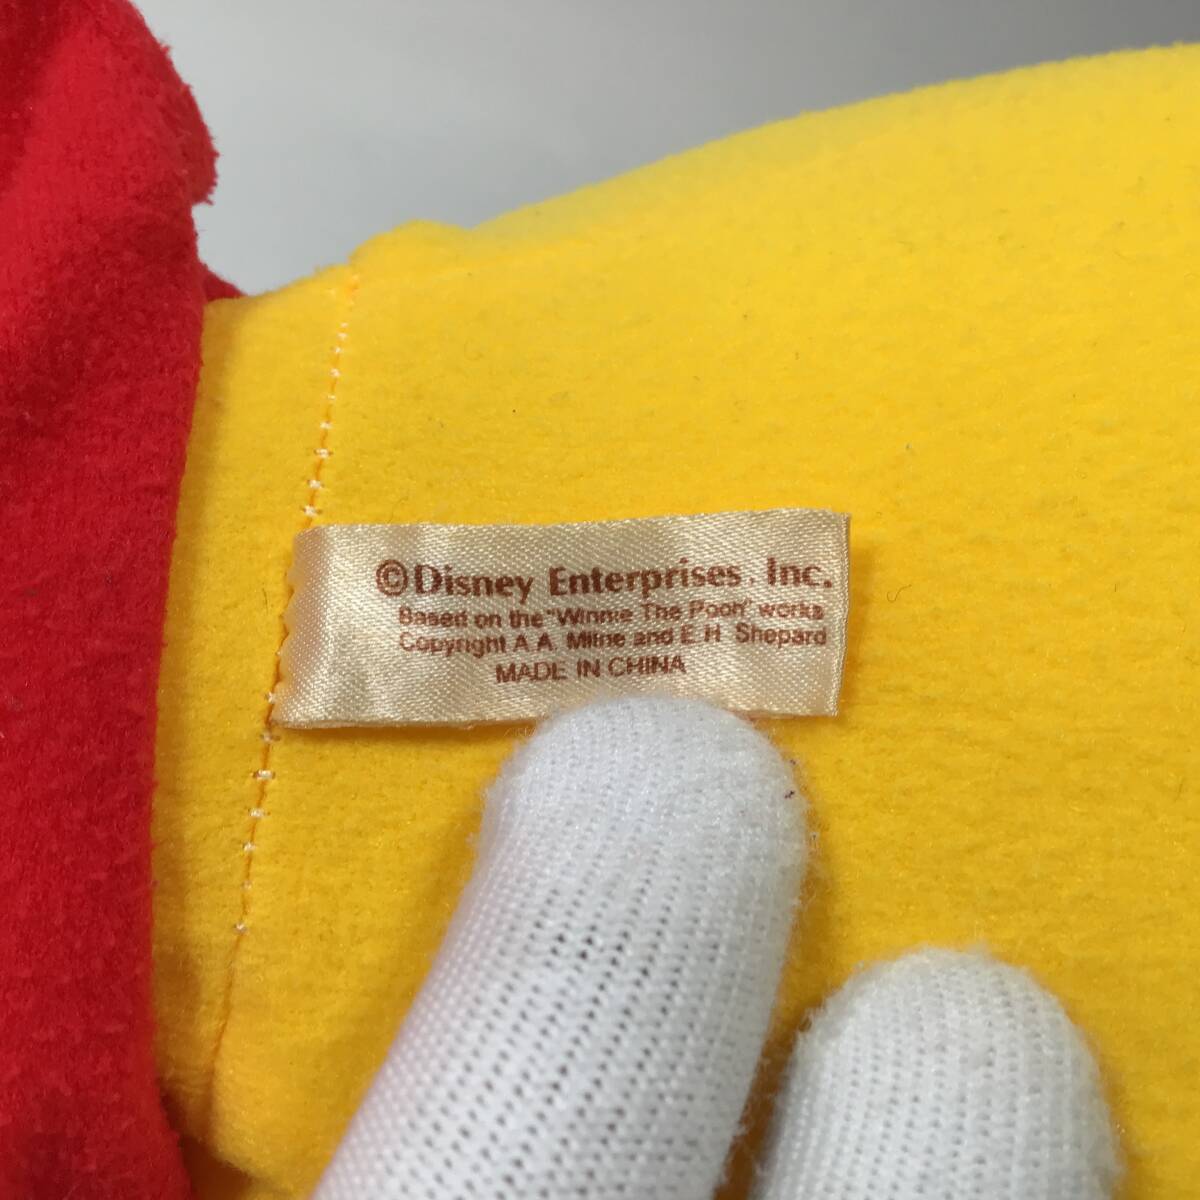 ©Disney Enterprises, Inc.
Based on the "Winnie The Pooh" works
Copyright A.A. Milne and E.H. Shepard
MADE IN CHINA